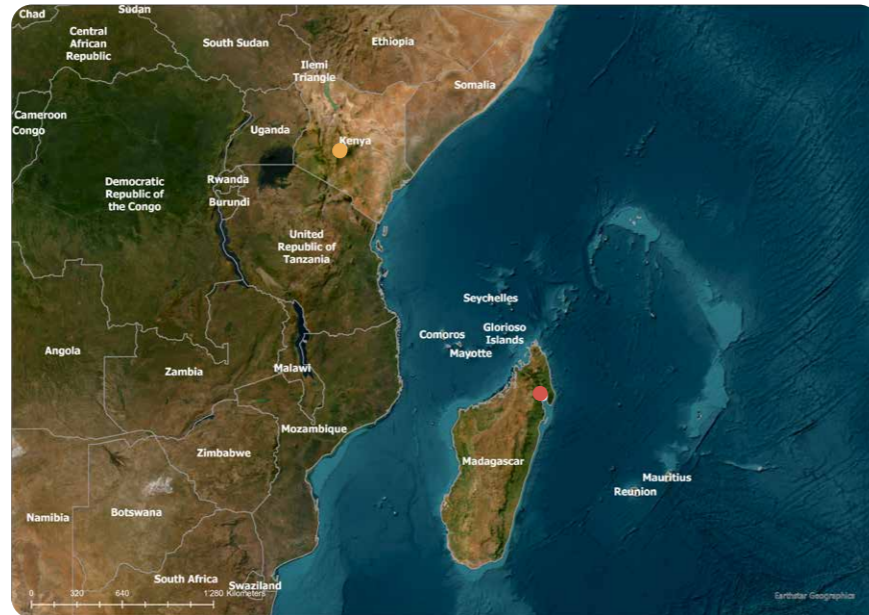 Chad
Sudan
Central
African
Republic
South Sudan
Ethiopia
Ilemi
Triangle
Somalia
Cameroon
Congo
Uganda
Kenya
Democratic
Republic of
the Congo
Rwanda
Burundi
United
Republic of
Tanzania
Seychelles
Comoros
Glorioso
Islands
Mayotte
Angola
Zambia
Malawi
Mozambique
Zimbabwe
Madagascar
Mauritius
Reunion
Namibia
Botswana
South Africa
Swaziland
0 320 640 1'280 Kilometers
Earthstar Geographics